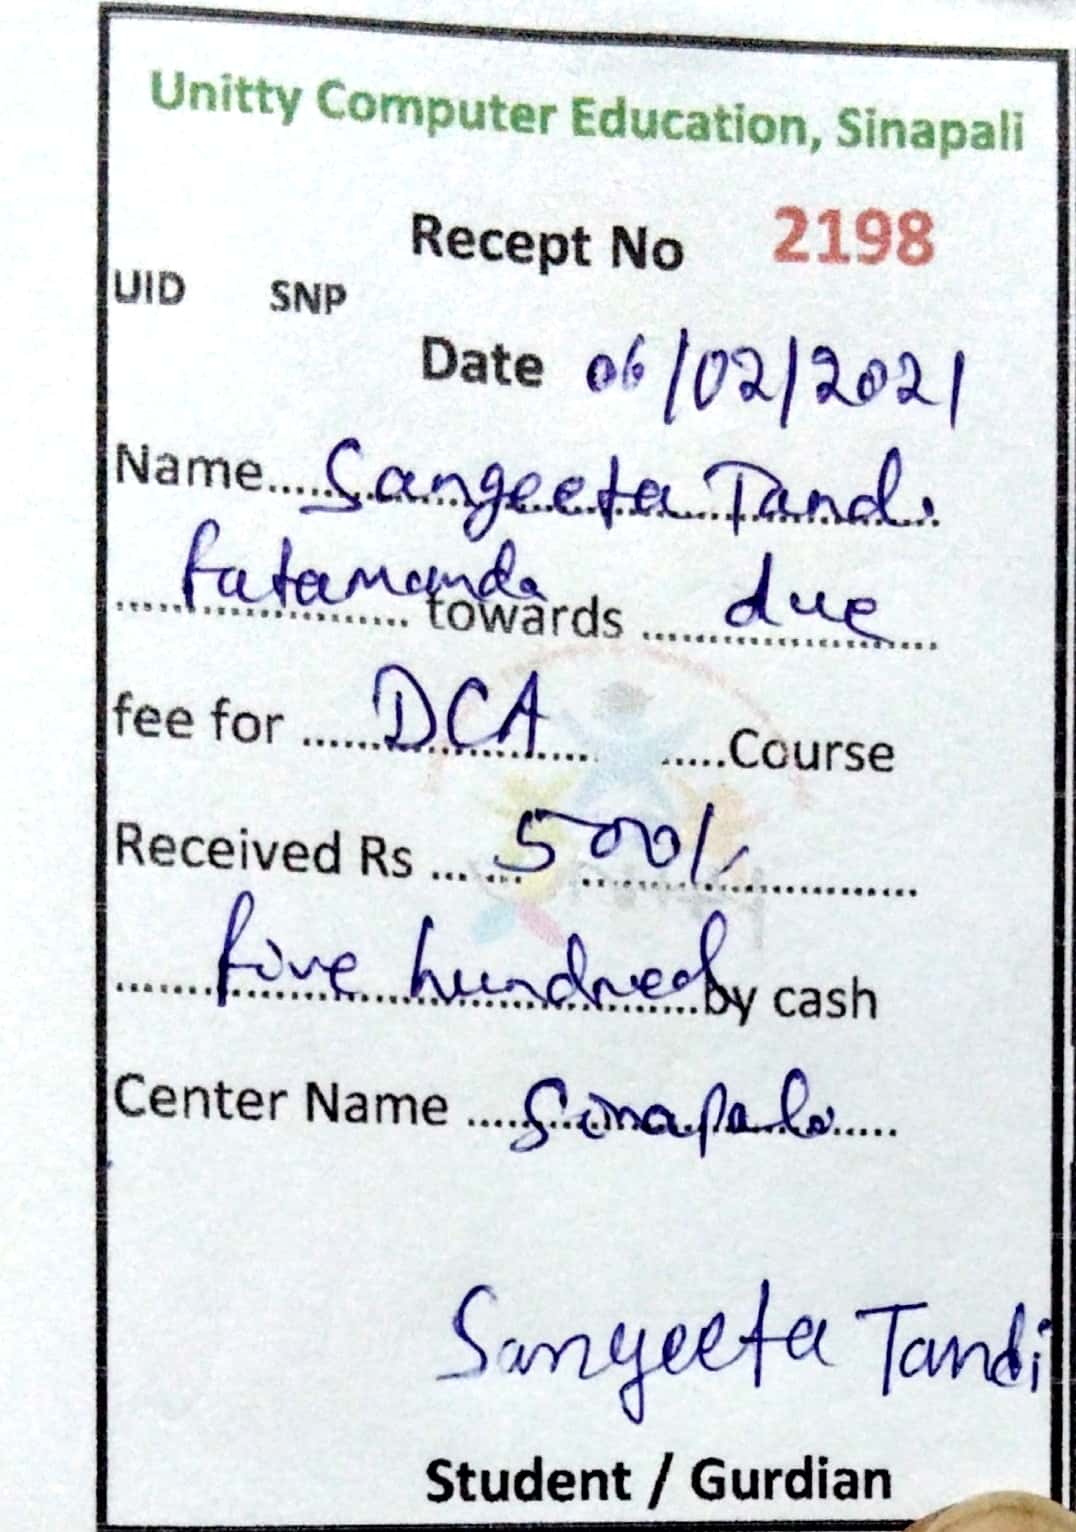 Unitty Computer Education, Sinapali
Recept No 2198
UID SNP
Date 06/02/2021
Name.....Sangeeta Tandi
Patamunda towards due
fee for ......DCA...... .....Course
Received Rs ... 500/-
five hundred by cash
Center Name ....Sinapali.....
Sangeeta Tandi
Student / Gurdian